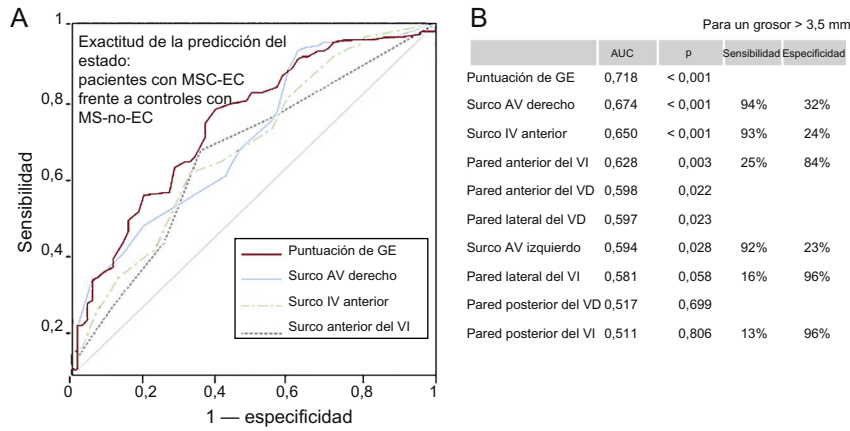 A
Exactitud de la predicción del
estado:
pacientes con MSC-EC
frente a controles con
MS-no-EC
Sensibilidad
1
0,8
0,6
0,4
0,2
0
0,2
0,4
0,6
0,8
1
1 — especificidad
Puntuación de GE
Surco AV derecho
Surco IV anterior
Surco anterior del VI
B
Para un grosor > 3,5 mm
AUC p Sensibilidad Especificidad
Puntuación de GE 0,718 < 0,001
Surco AV derecho 0,674 < 0,001 94% 32%
Surco IV anterior 0,650 < 0,001 93% 24%
Pared anterior del VI 0,628 0,003 25% 84%
Pared anterior del VD 0,598 0,022
Pared lateral del VD 0,597 0,023
Surco AV izquierdo 0,594 0,028 92% 23%
Pared lateral del VI 0,581 0,058 16% 96%
Pared posterior del VD 0,517 0,699
Pared posterior del VI 0,511 0,806 13% 96%